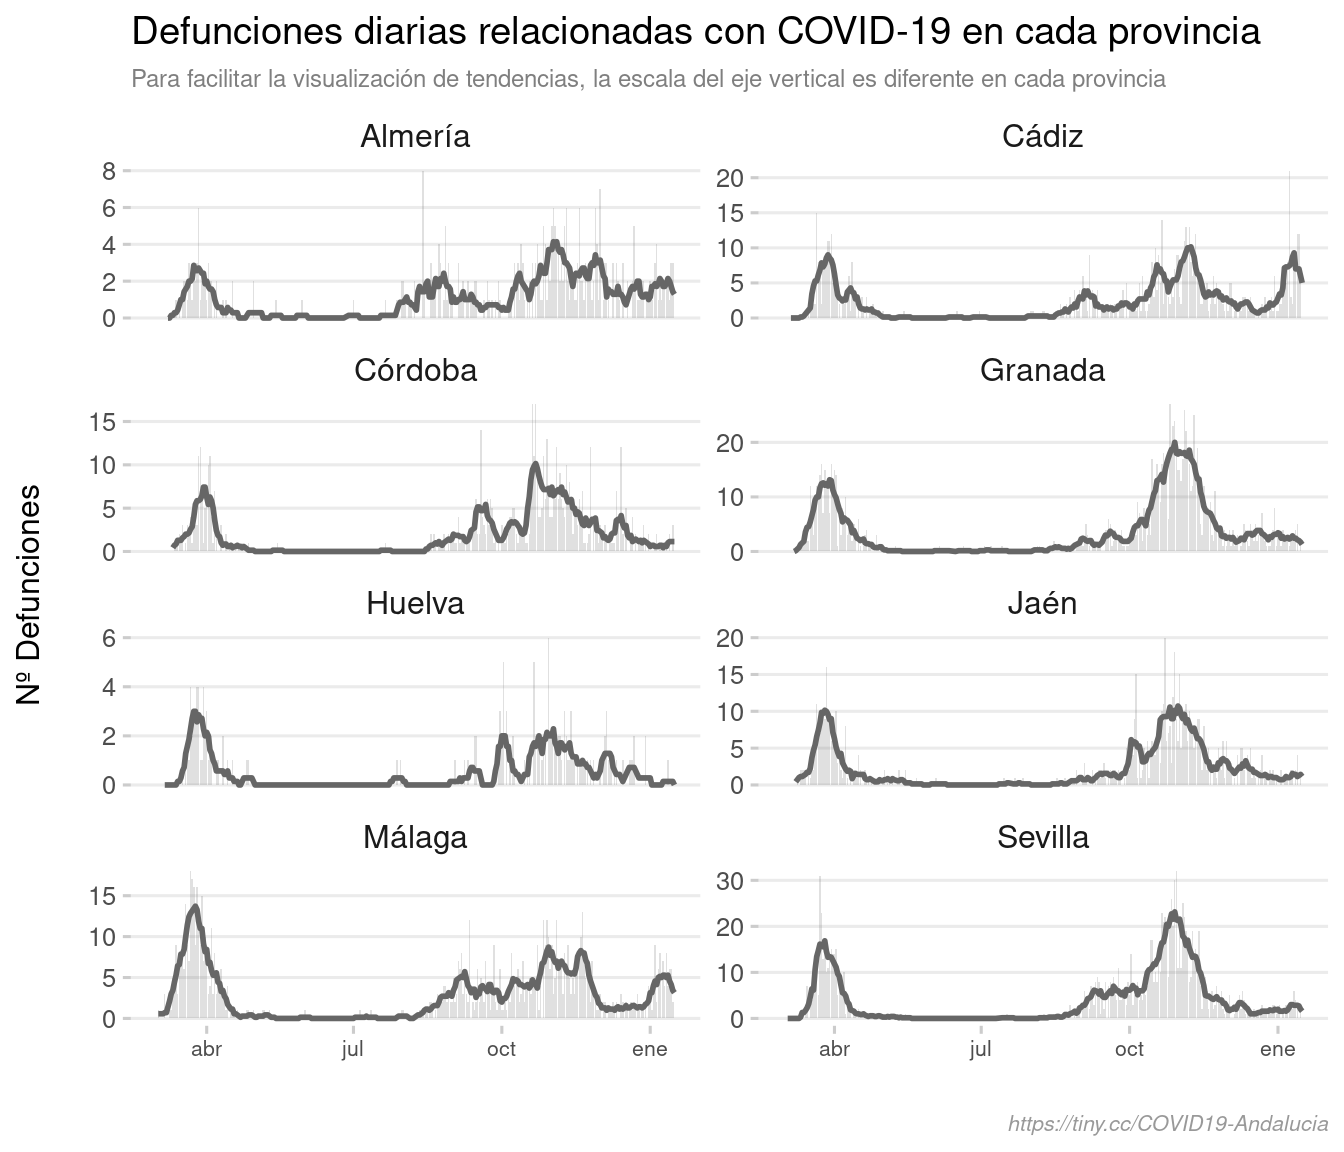 Defunciones diarias relacionadas con COVID-19 en cada provincia
Para facilitar la visualización de tendencias, la escala del eje vertical es diferente en cada provincia
Nº Defunciones
Almería
8
6
4
2
0
Cádiz
20
15
10
5
0
Córdoba
15
10
5
0
Granada
20
10
0
Huelva
6
4
2
0
Jaén
20
15
10
5
0
Málaga
15
10
5
0
abr jul oct ene
Sevilla
30
20
10
0
abr jul oct ene
https://tiny.cc/COVID19-Andalucia